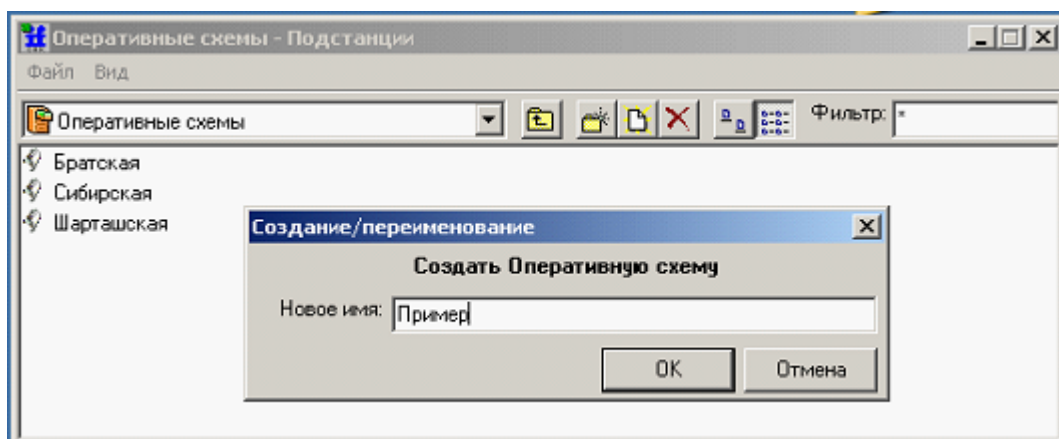 Оперативные схемы - Подстанции
Файл Вид
Оперативные схемы
Фильтр: *
Братская
Сибирская
Шарташская
Создание/переименование
Создать Оперативную схему
Новое имя: Пример
OK Отмена